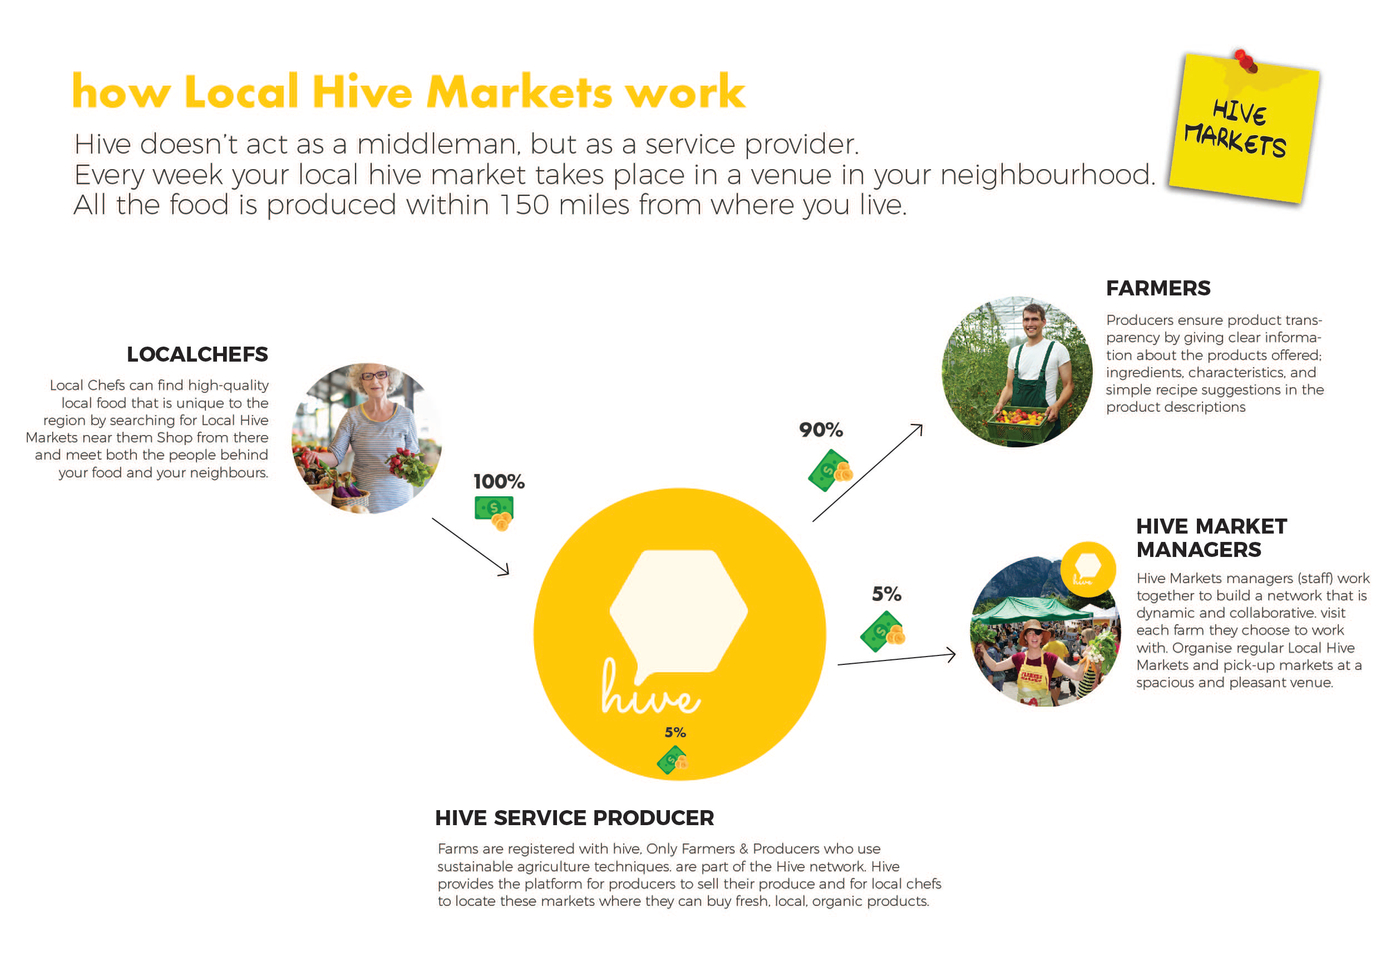 how Local Hive Markets work
Hive doesn't act as a middleman, but as a service provider.
Every week your local hive market takes place in a venue in your neighbourhood.
All the food is produced within 150 miles from where you live.
HIVE
MARKETS
LOCALCHEFS
Local Chefs can find high-quality
local food that is unique to the
region by searching for Local Hive
Markets near them Shop from there
and meet both the people behind
your food and your neighbours.
100%
90%
FARMERS
Producers ensure product trans-
parency by giving clear informa-
tion about the products offered;
ingredients, characteristics, and
simple recipe suggestions in the
product descriptions
5%
HIVE MARKET
MANAGERS
Hive Markets managers (staff) work
together to build a network that is
dynamic and collaborative. visit
each farm they choose to work
with. Organise regular Local Hive
Markets and pick-up markets at a
spacious and pleasant venue.
hive
hive
5%
HIVE SERVICE PRODUCER
Farms are registered with hive, Only Farmers & Producers who use
sustainable agriculture techniques. are part of the Hive network. Hive
provides the platform for producers to sell their produce and for local chefs
to locate these markets where they can buy fresh, local, organic products.